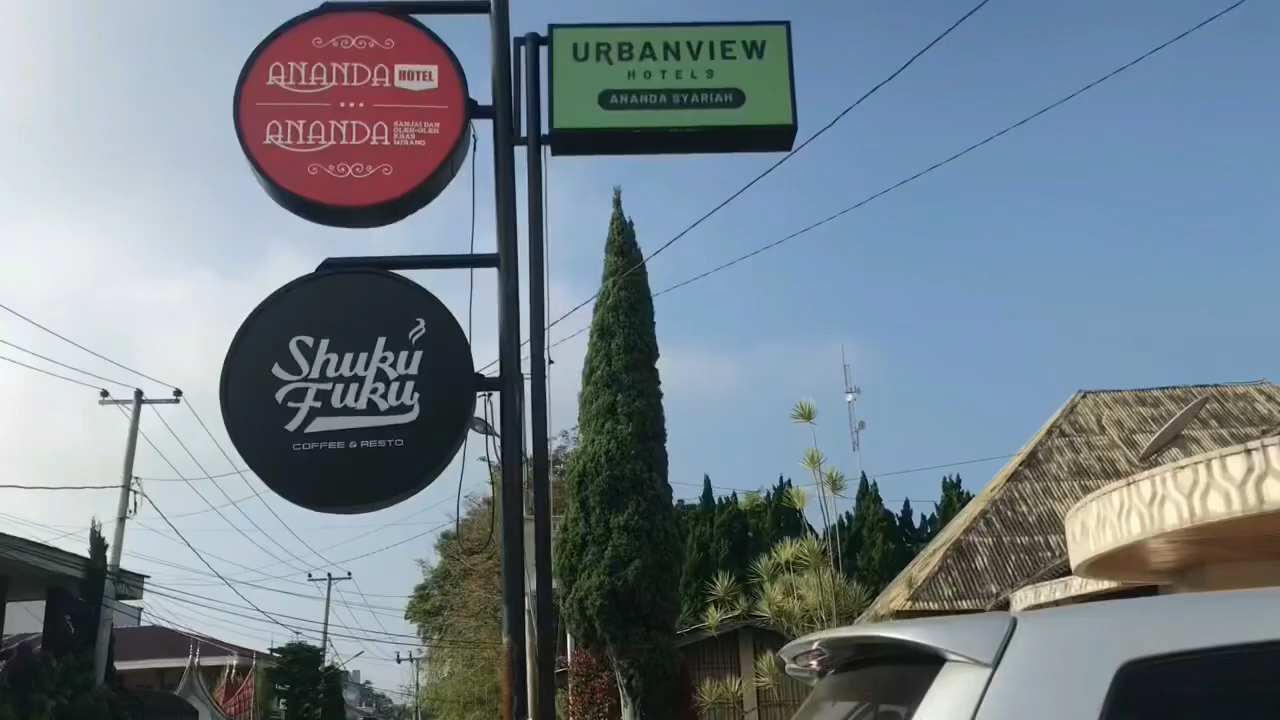 ANANDA HOTEL
ANANDA SANJAI DAN
OLEH-OLEH
KHAS
MINANG
URBANVIEW
HOTELS
ANANDA SYARIAH
Shuku
Fuku
COFFEE & RESTO